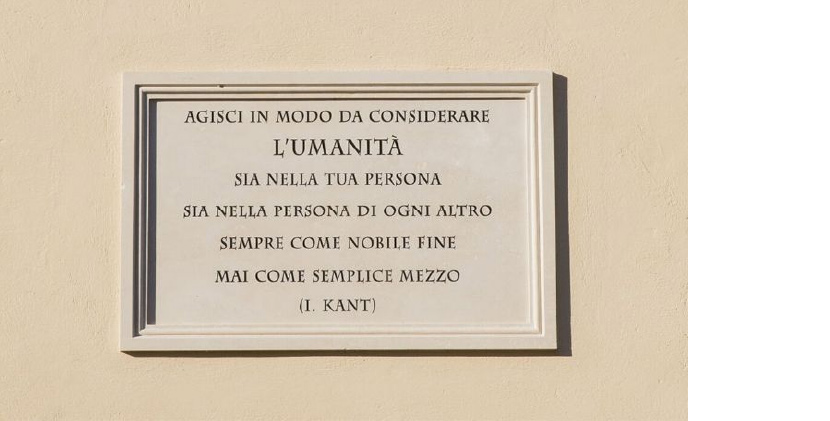 AGISCI IN MODO DA CONSIDERARE
L'UMANITÀ
SIA NELLA TUA PERSONA
SIA NELLA PERSONA DI OGNI ALTRO
SEMPRE COME NOBILE FINE
MAI COME SEMPLICE MEZZO
(I. KANT)